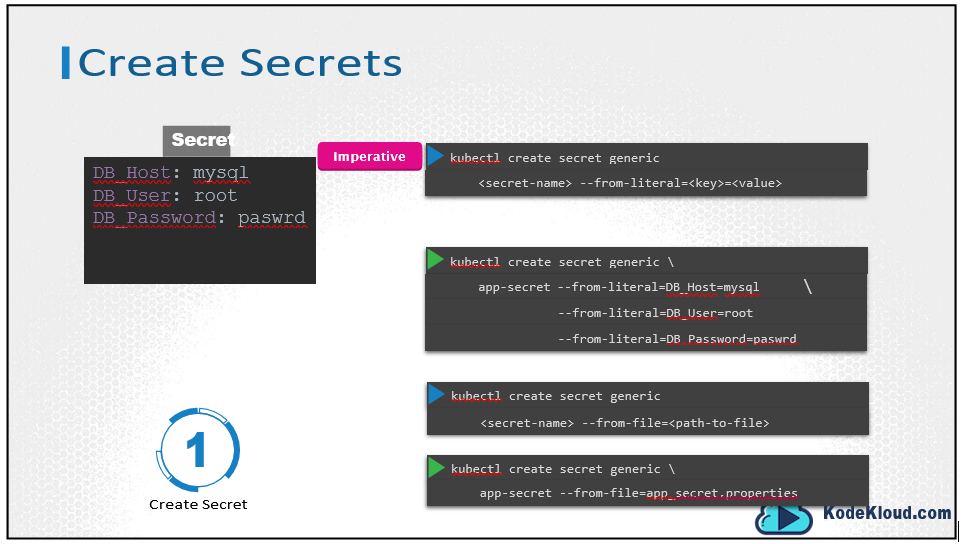 Create Secrets
Secret
DB_Host: mysql
DB_User: root
DB_Password: paswrd
Imperative
kubectl create secret generic
<secret-name> --from-literal=<key>=<value>
kubectl create secret generic \
app-secret --from-literal=DB_Host=mysql \
--from-literal=DB_User=root
--from-literal=DB_Password=paswrd
kubectl create secret generic
<secret-name> --from-file=<path-to-file>
kubectl create secret generic \
app-secret --from-file=app_secret.properties
1
Create Secret
KodeKloud.com